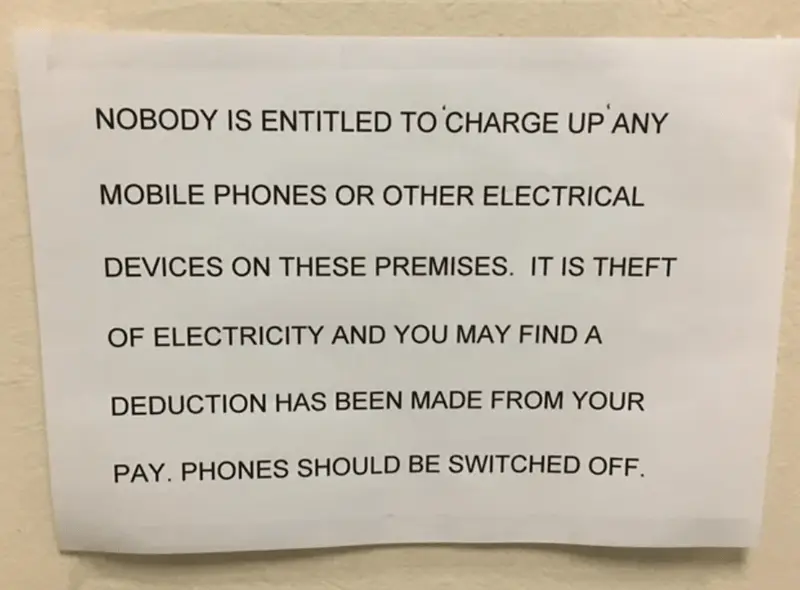 NOBODY IS ENTITLED TO 'CHARGE UP' ANY
MOBILE PHONES OR OTHER ELECTRICAL
DEVICES ON THESE PREMISES.  IT IS THEFT
OF ELECTRICITY AND YOU MAY FIND A
DEDUCTION HAS BEEN MADE FROM YOUR
PAY. PHONES SHOULD BE SWITCHED OFF.